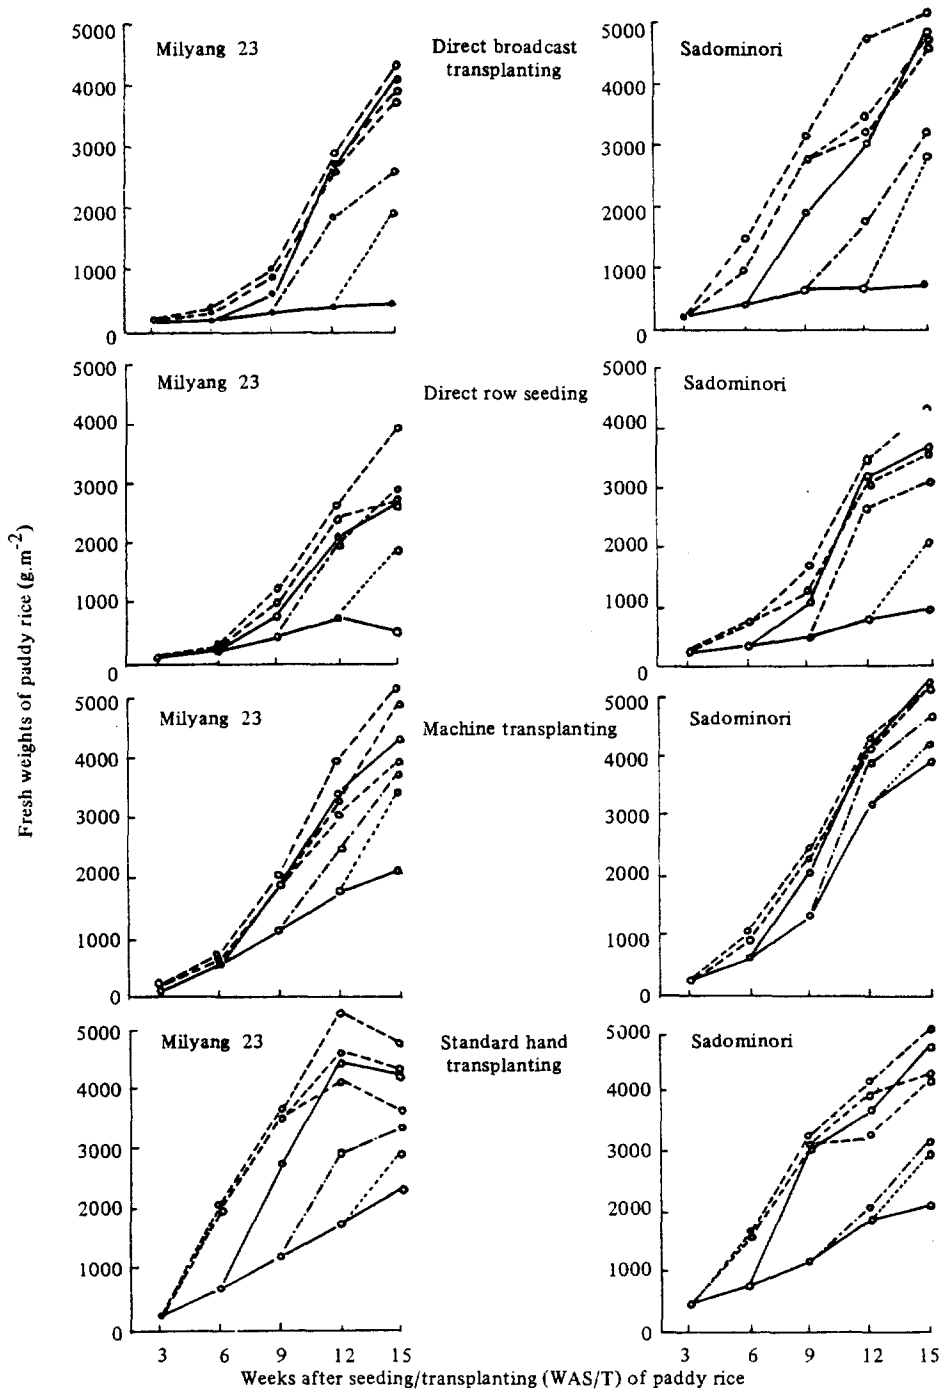 Milyang 23
Direct broadcast
transplanting
Sadominori
5000
4000
3000
2000
1000
0
5000
4000
3000
2000
1000
0
Milyang 23
Direct row seeding
Sadominori
5000
4000
3000
2000
1000
0
5000
4000
3000
2000
1000
0
Milyang 23
Machine transplanting
Sadominori
5000
4000
3000
2000
1000
0
5000
4000
3000
2000
1000
0
Milyang 23
Standard hand
transplanting
Sadominori
5000
4000
3000
2000
1000
0
5000
4000
3000
2000
1000
0
3 6 9 12 15
3 6 9 12 15
Fresh weights of paddy rice (g.m-2)
Weeks after seeding/transplanting (WAS/T) of paddy rice